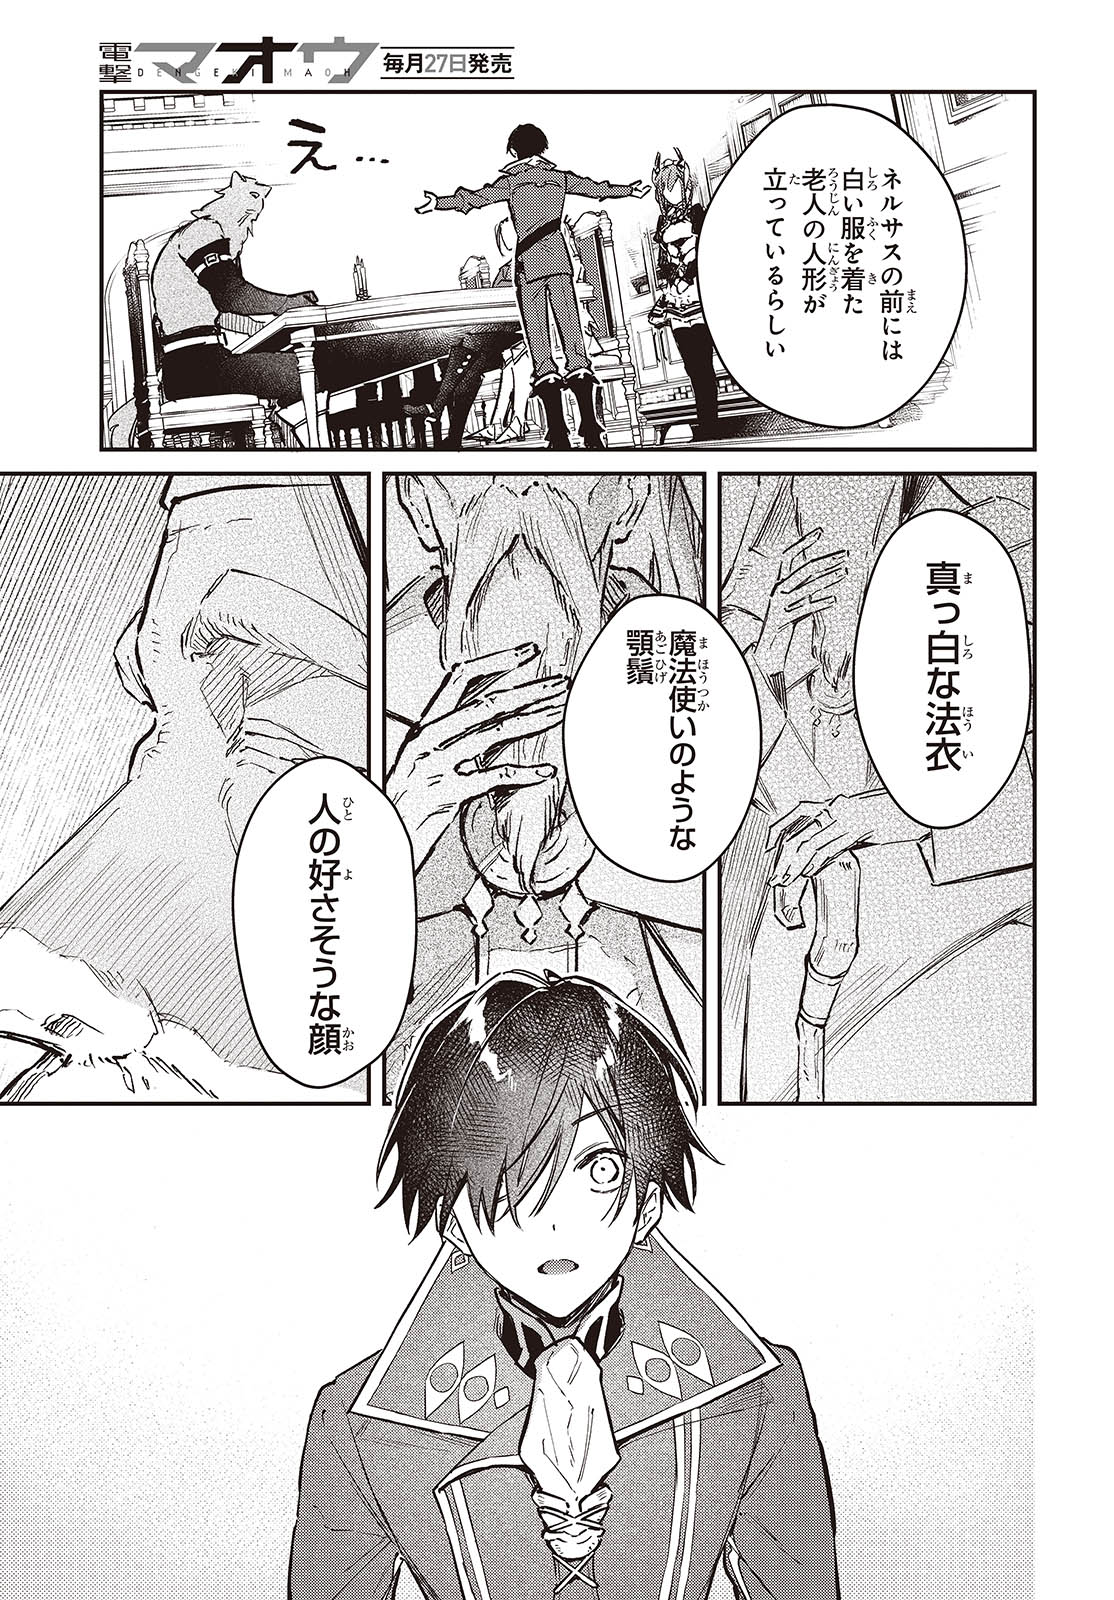 電撃マオウ
DENGEKI MAOH
毎月27日発売
ネルサスの前には
白い服を着た
老人の人形が
立っているらしい
え…
真っ白な法衣
魔法使いのような
顎鬚
人の好さそうな顔